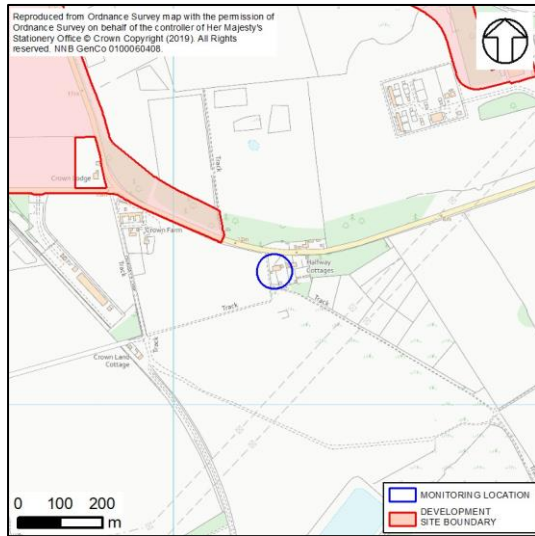 Reproduced from Ordnance Survey map with the permission of
Ordnance Survey on behalf of the controller of Her Majesty's
Stationery Office © Crown Copyright (2019). All Rights
reserved. NNB GenCo 0100060408.
Crown Lodge
Track
Crown Farm
Halfway
Cottages
Track
Track
Track
Track
Crown Land
Cottage
0 100 200
m
MONITORING LOCATION
DEVELOPMENT
SITE BOUNDARY